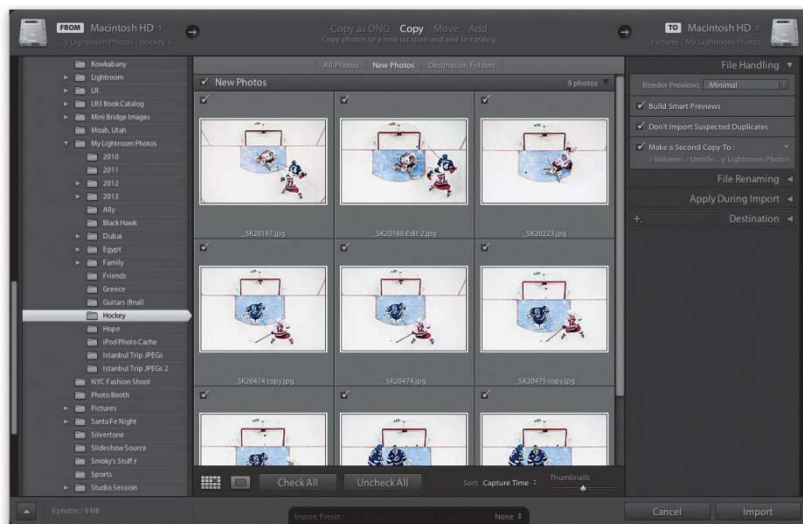 FROM Macintosh HD
...y Lightroom Photos / Hockey
Copy as DNG Copy Move Add
Copy photos to a new location and add to catalog
TO Macintosh HD
... Pictures / My Lightroom Photos
Kowkabany
Lightroom
LR
LR3 Book Catalog
Mini Bridge Images
Moab, Utah
My Lightroom Photos
2010
2011
2012
2013
Ally
Black Hawk
Dubai
Egypt
Family
Friends
Greece
Guitars (final)
Hockey
Hope
iPod Photo Cache
Istanbul Trip JPEGs
Istanbul Trip JPEGs 2
NYC Fashion Shoot
Photo Booth
Pictures
Santa Fe Night
Silvertone
Slideshow Source
Smoky's Stuff ƒ
Sports
Studio Session
All Photos New Photos Destination Folders
New Photos 9 photos
_SK20187.jpg
_SK20188-Edit-2.jpg
_SK20223.jpg
_SK20474 copy.jpg
_SK20474.jpg
_SK20475 copy.jpg
Check All Uncheck All Sort: Capture Time Thumbnails
File Handling
Render Previews Minimal
Build Smart Previews
Don't Import Suspected Duplicates
Make a Second Copy To :
/ Volumes / Untitle...y Lightroom Photos
File Renaming
Apply During Import
Destination
9 photos / 9 MB
Import Preset : None
Cancel Import